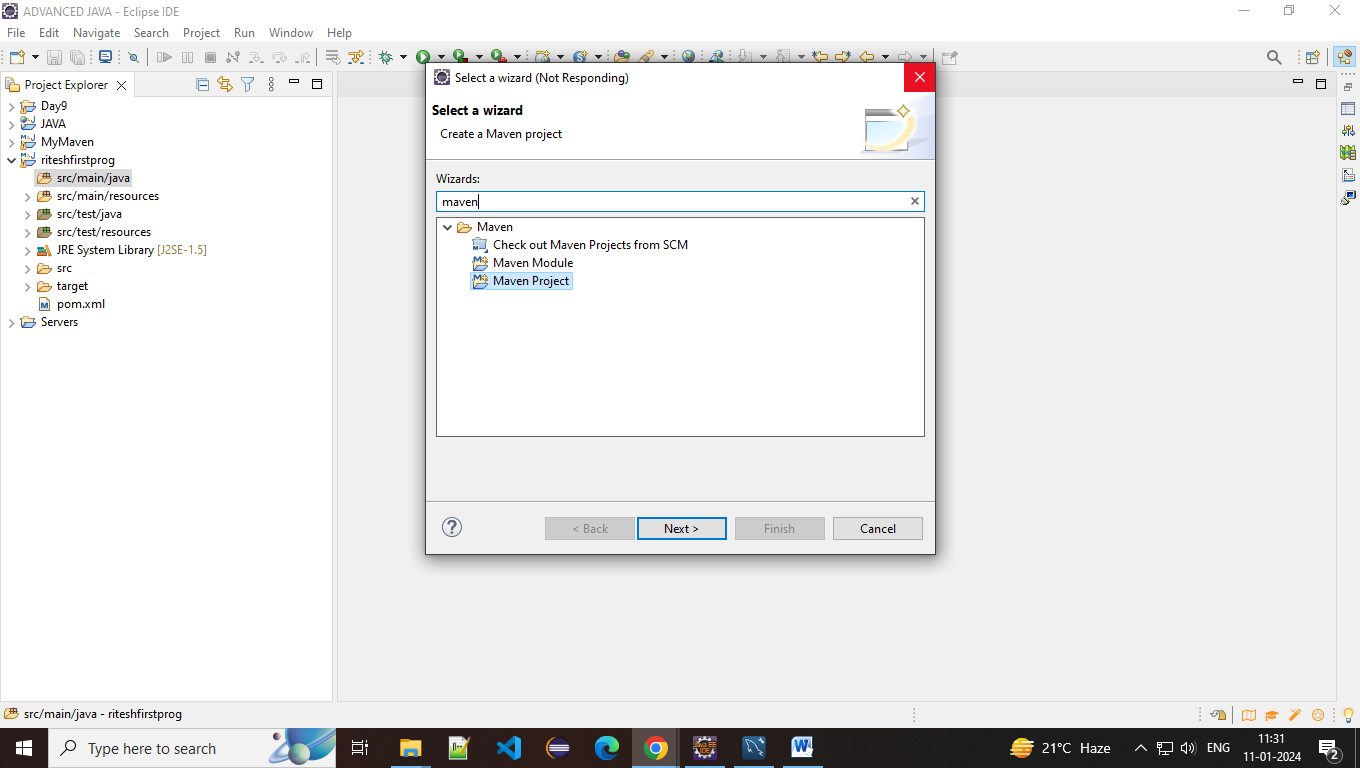 ADVANCED JAVA - Eclipse IDE
File Edit Navigate Search Project Run Window Help
Project Explorer
Day9
JAVA
MyMaven
riteshfirstprog
src/main/java
src/main/resources
src/test/java
src/test/resources
JRE System Library [J2SE-1.5]
src
target
pom.xml
Servers
Select a wizard (Not Responding)
Select a wizard
Create a Maven project
Wizards:
maven
Maven
Check out Maven Projects from SCM
Maven Module
Maven Project
< Back Next > Finish Cancel
src/main/java - riteshfirstprog
Type here to search
21°C Haze
ENG
11:31
11-01-2024
2